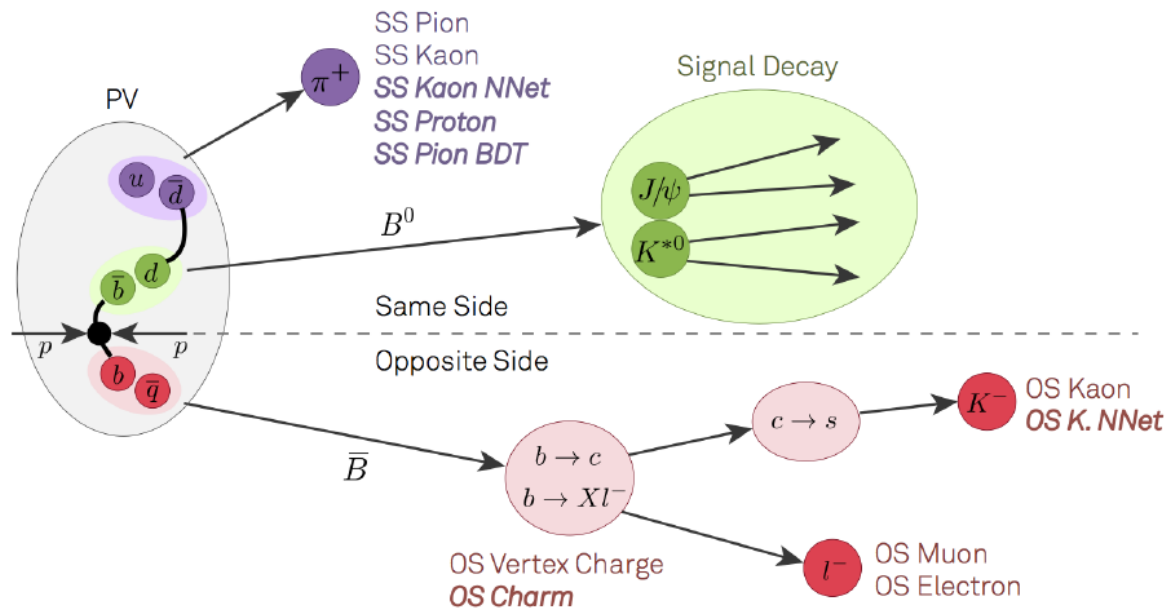 SS Pion
SS Kaon
SS Kaon NNet
SS Proton
SS Pion BDT
π⁺
Signal Decay
PV
u
d̅
J/ψ
B⁰
K*⁰
b̅
d
Same Side
p
p
Opposite Side
b
q̅
B̅
b → c
b → Xl⁻
c → s
K⁻
OS Kaon
OS K. NNet
OS Vertex Charge
OS Charm
l⁻
OS Muon
OS Electron